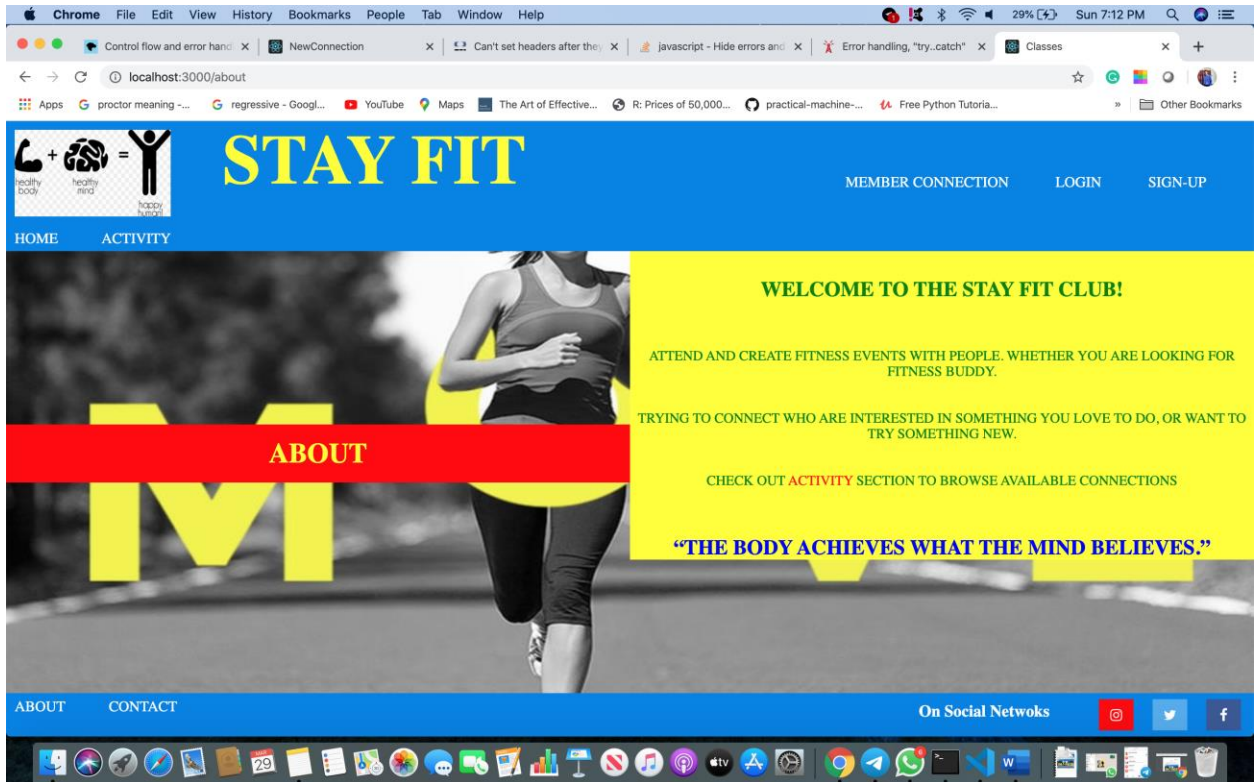 Chrome File Edit View History Bookmarks People Tab Window Help 29% Sun 7:12 PM
Control flow and error hand NewConnection Can't set headers after they javascript - Hide errors and Error handling, "try..catch" Classes
localhost:3000/about
Apps proctor meaning -... regressive - Googl... YouTube Maps The Art of Effective... R: Prices of 50,000... practical-machine-... Free Python Tutoria... » Other Bookmarks
STAY FIT
healthy body
healthy mind
happy human!
MEMBER CONNECTION LOGIN SIGN-UP
HOME ACTIVITY
WELCOME TO THE STAY FIT CLUB!
ATTEND AND CREATE FITNESS EVENTS WITH PEOPLE. WHETHER YOU ARE LOOKING FOR
FITNESS BUDDY.
TRYING TO CONNECT WHO ARE INTERESTED IN SOMETHING YOU LOVE TO DO, OR WANT TO
TRY SOMETHING NEW.
ABOUT
CHECK OUT ACTIVITY SECTION TO BROWSE AVAILABLE CONNECTIONS
“THE BODY ACHIEVES WHAT THE MIND BELIEVES.”
ABOUT CONTACT On Social Netwoks